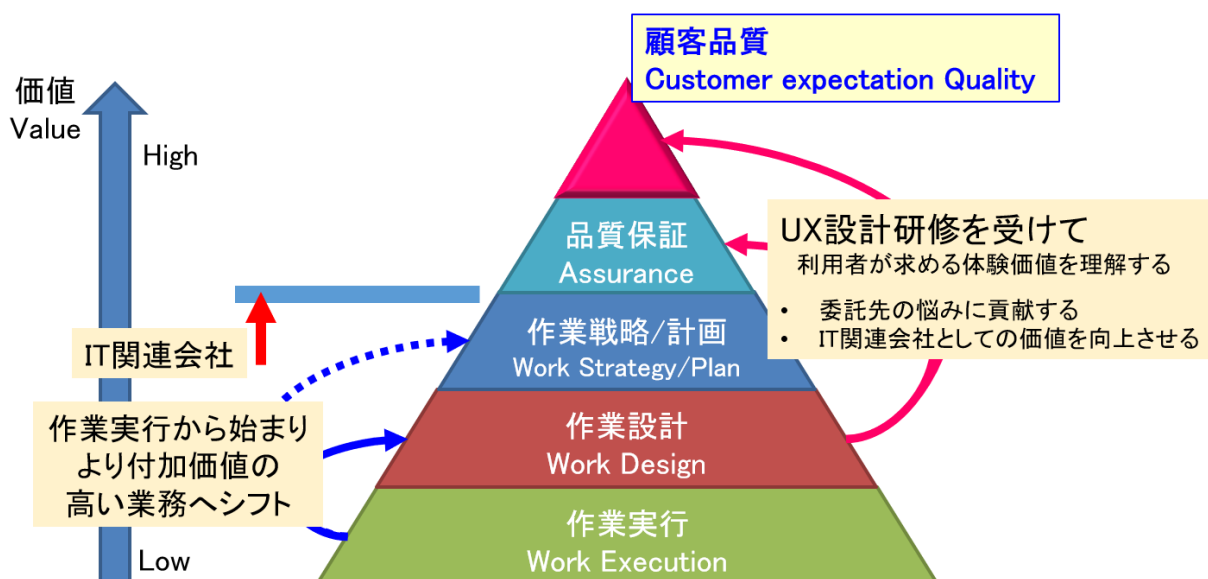 顧客品質
Customer expectation Quality
価値
Value
High
品質保証
Assurance
UX設計研修を受けて
利用者が求める体験価値を理解する
• 委託先の悩みに貢献する
• IT関連会社としての価値を向上させる
IT関連会社
作業戦略/計画
Work Strategy/Plan
作業実行から始まり
より付加価値の
高い業務へシフト
作業設計
Work Design
作業実行
Work Execution
Low